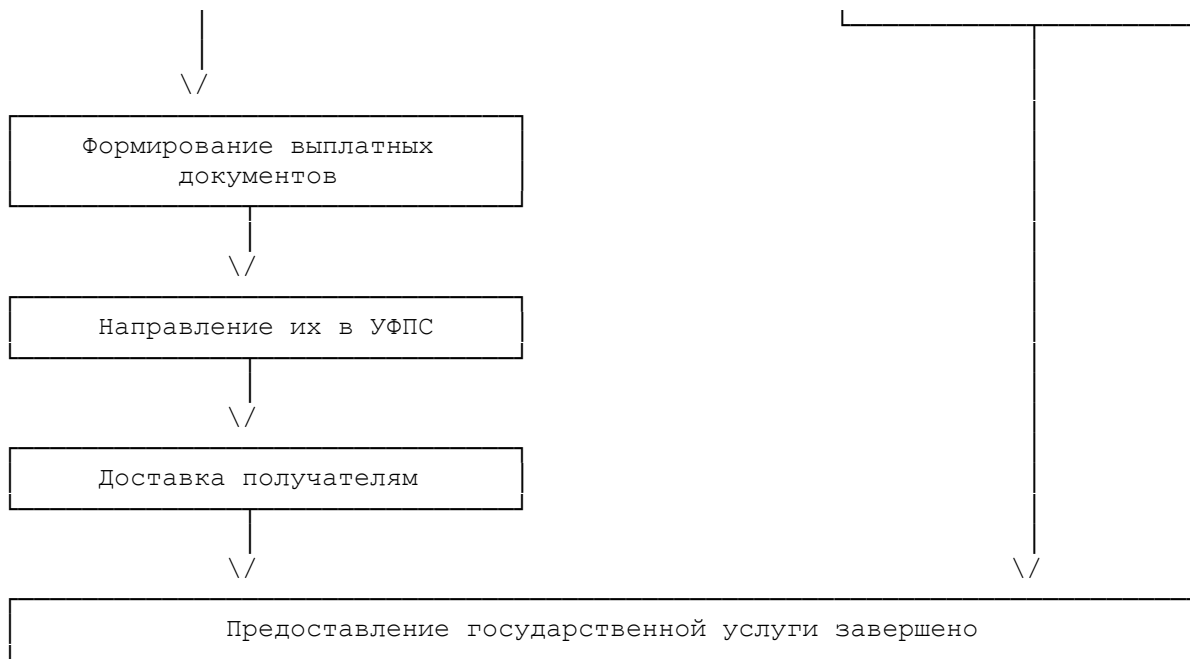 Формирование выплатных
документов
Направление их в УФПС
Доставка получателям
Предоставление государственной услуги завершено